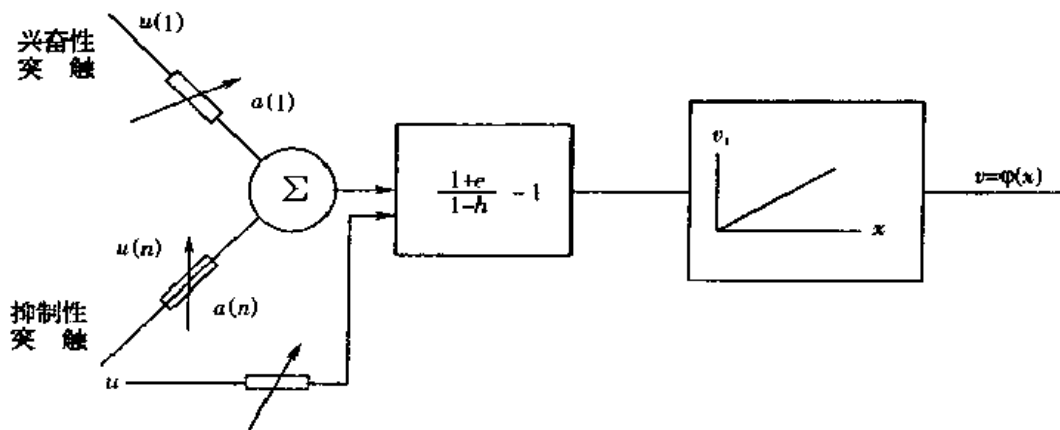 兴奋性
突触
u(1)
a(1)
Σ
1+e
1-h
-1
v₁
x
v=φ(x)
u(n)
a(n)
抑制性
突触
u